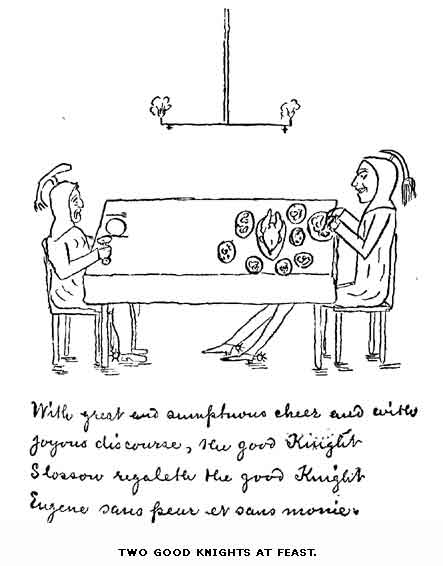 With great and sumptuous cheer and with
joyous discourse, the good Knight
Slosson regaleth the good Knight
Eugene sans peur et sans monie.
TWO GOOD KNIGHTS AT FEAST.